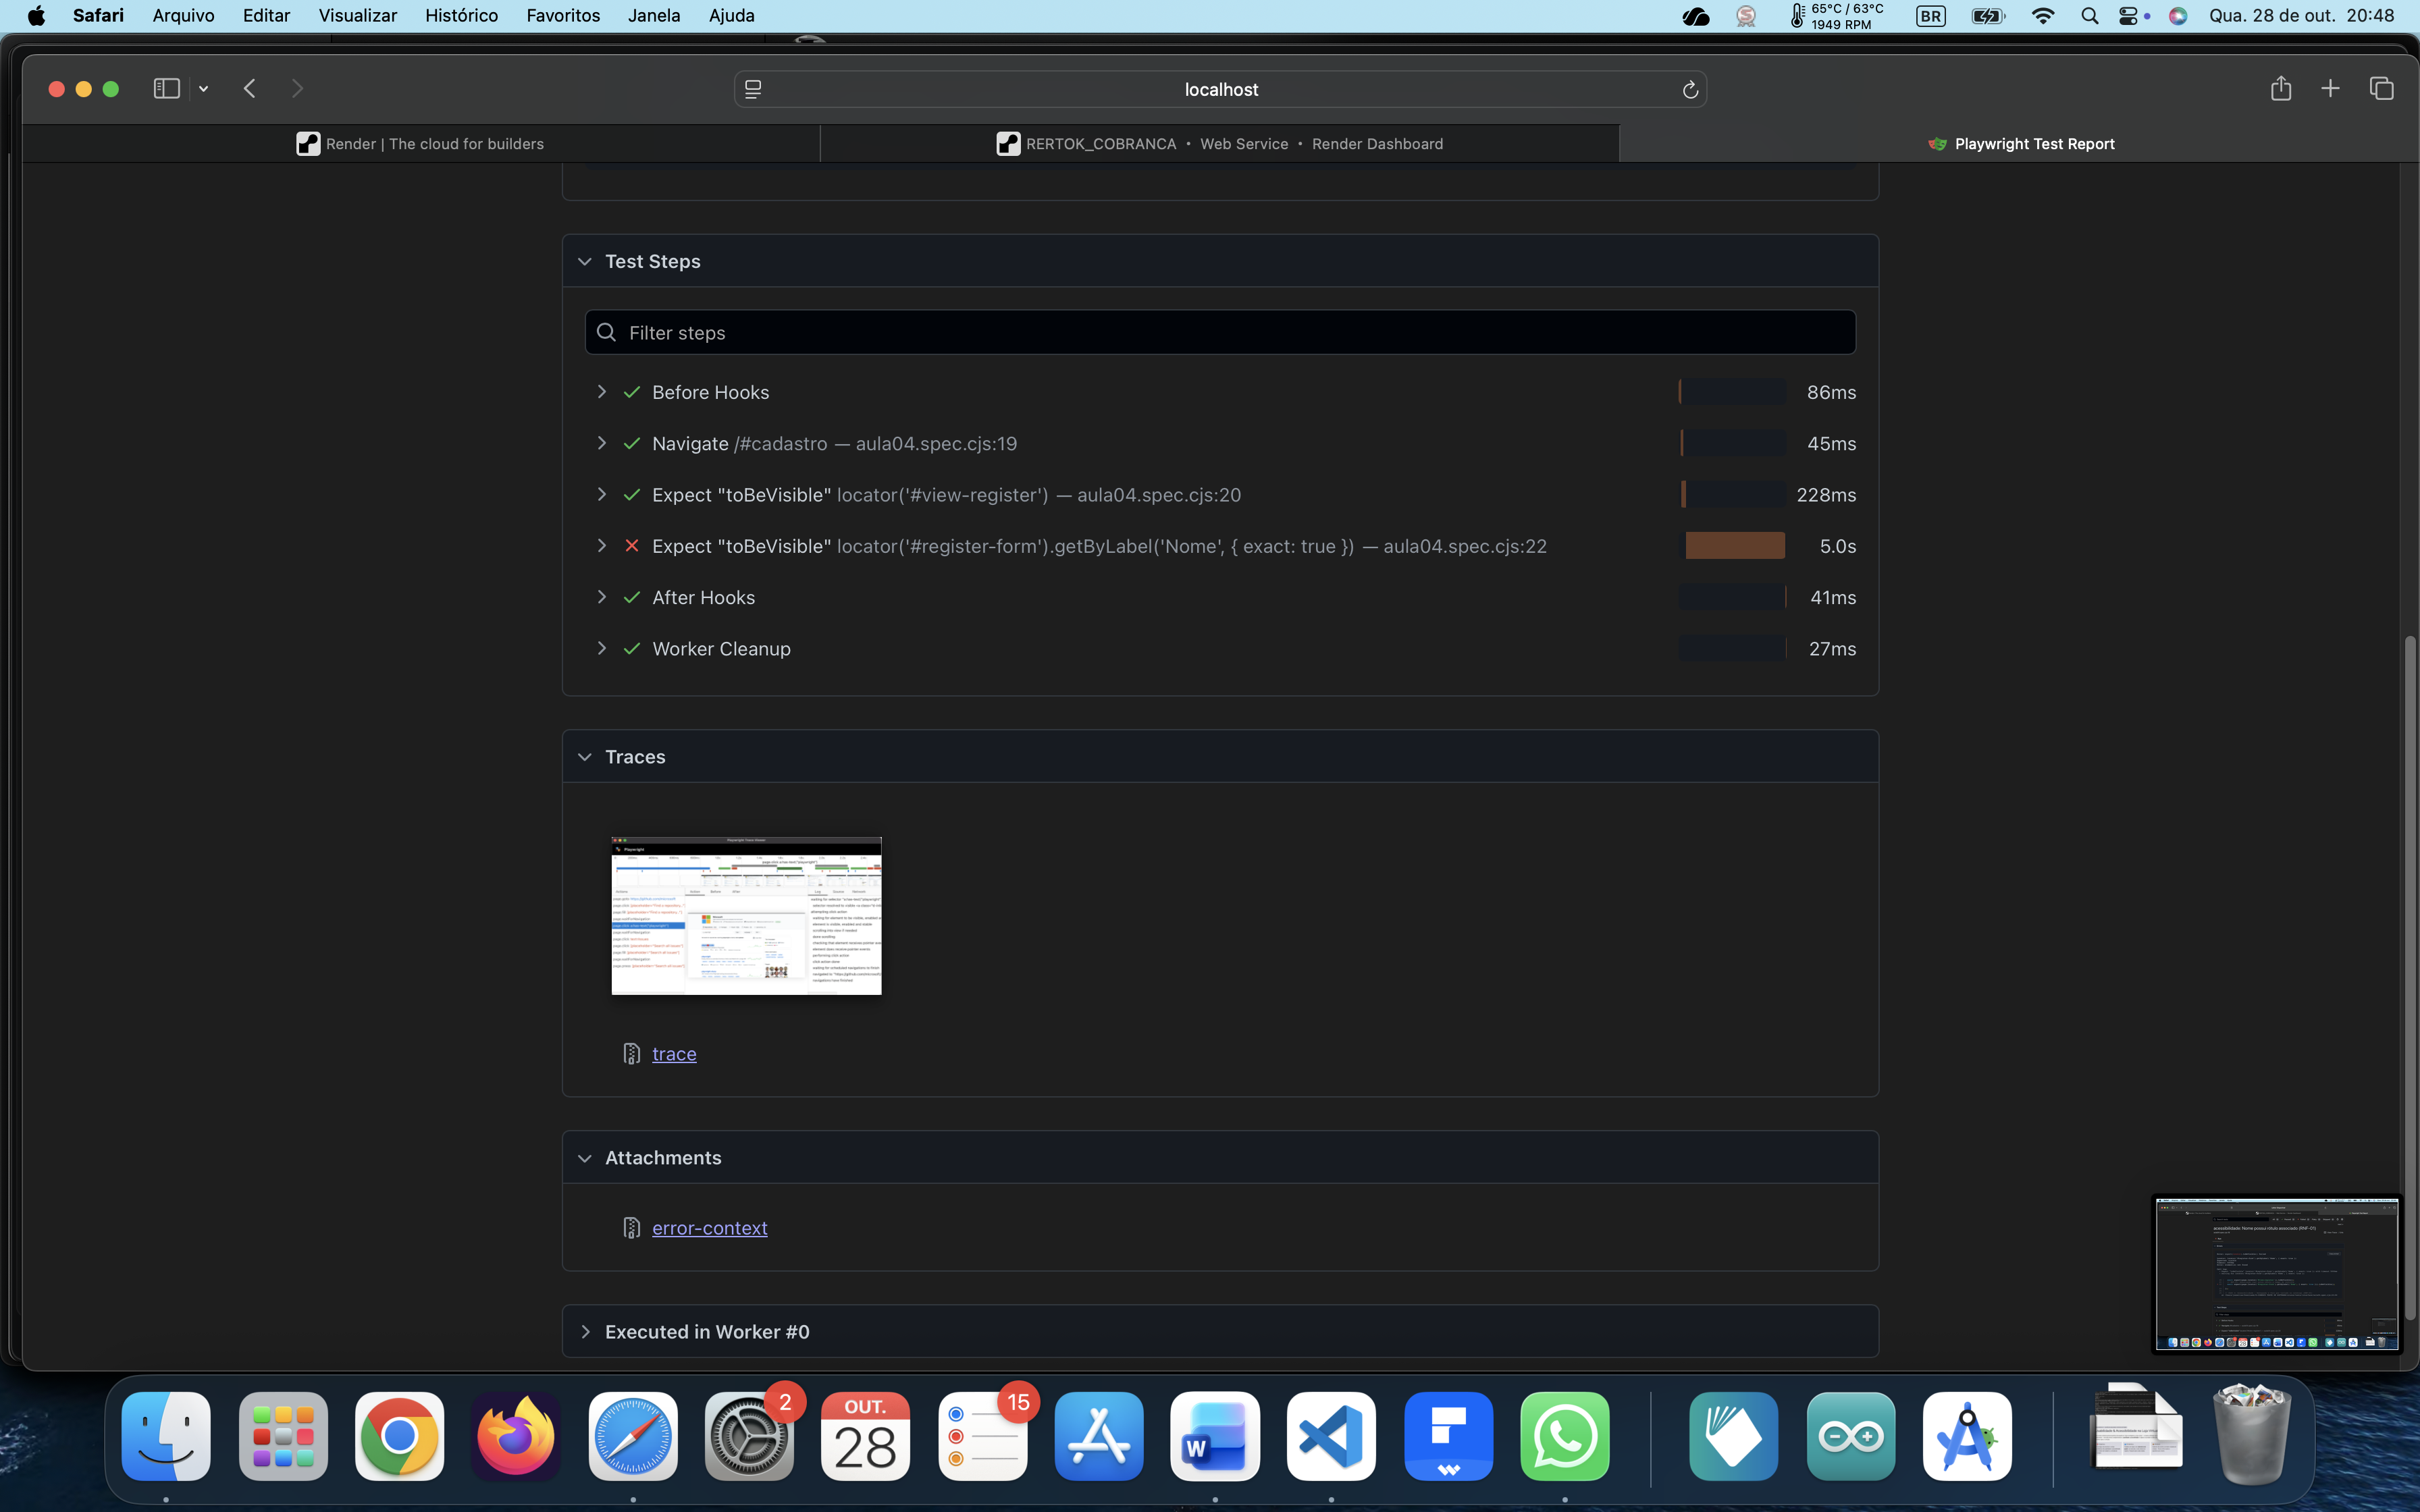 Safari Arquivo Editar Visualizar Histórico Favoritos Janela Ajuda 65°C / 63°C 1949 RPM BR Qua. 28 de out. 20:48
localhost
Render | The cloud for builders
RERTOK_COBRANCA • Web Service • Render Dashboard
Playwright Test Report
Test Steps
Filter steps
Before Hooks 86ms
Navigate /#cadastro — aula04.spec.cjs:19 45ms
Expect "toBeVisible" locator('#view-register') — aula04.spec.cjs:20 228ms
Expect "toBeVisible" locator('#register-form').getByLabel('Nome', { exact: true }) — aula04.spec.cjs:22 5.0s
After Hooks 41ms
Worker Cleanup 27ms
Traces
trace
Attachments
error-context
Executed in Worker #0
2
OUT.
28
15
W